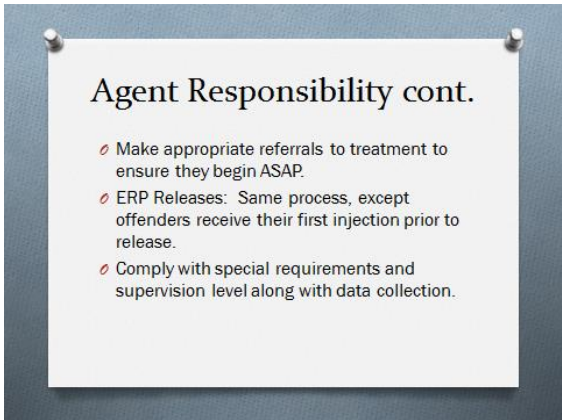 Agent Responsibility cont.
Make appropriate referrals to treatment to
ensure they begin ASAP.
ERP Releases: Same process, except
offenders receive their first injection prior to
release.
Comply with special requirements and
supervision level along with data collection.